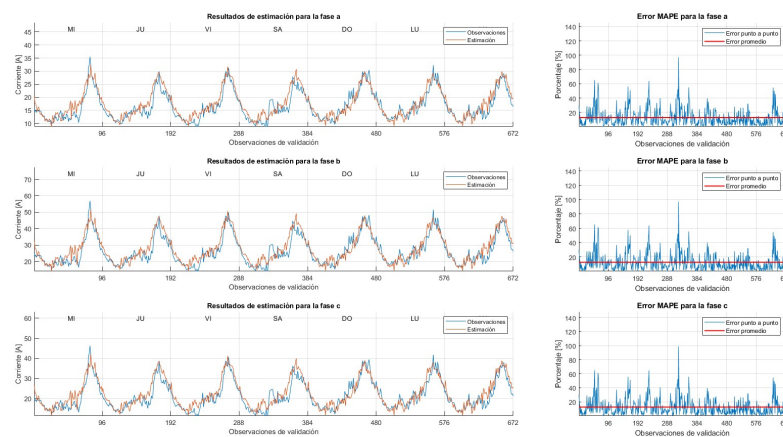 Resultados de estimación para la fase a
MI JU VI SA DO LU
Observaciones
Estimación
Corriente [A]
45
40
35
30
25
20
15
10
96 192 288 384 480 576 672
Observaciones de validación
Error MAPE para la fase a
Error punto a punto
Error promedio
Porcentaje [%]
140
120
100
80
60
40
20
96 192 288 384 480 576
Observaciones de validación
Resultados de estimación para la fase b
MI JU VI SA DO LU
Observaciones
Estimación
Corriente [A]
70
60
50
40
30
20
96 192 288 384 480 576 672
Observaciones de validación
Error MAPE para la fase b
Error punto a punto
Error promedio
Porcentaje [%]
140
120
100
80
60
40
20
96 192 288 384 480 576
Observaciones de validación
Resultados de estimación para la fase c
MI JU VI SA DO LU
Observaciones
Estimación
Corriente [A]
60
50
40
30
20
96 192 288 384 480 576 672
Observaciones de validación
Error MAPE para la fase c
Error punto a punto
Error promedio
Porcentaje [%]
140
120
100
80
60
40
20
96 192 288 384 480 576
Observaciones de validación